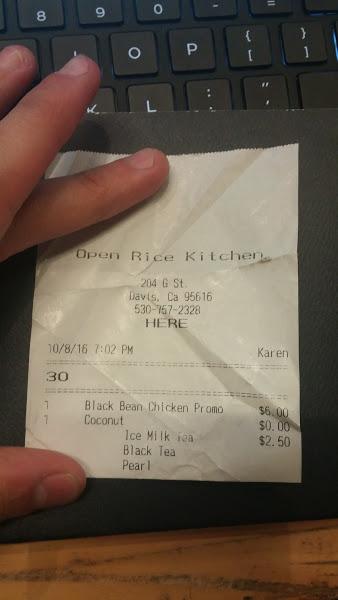 8 9 0 -
O P { [ } ]
K L : ; " '
Open Rice Kitchen
204 G St.
Davis, Ca 95616
530-757-2328
HERE
10/8/16 7:02 PM Karen
30
1 Black Bean Chicken Promo $6.00
1 Coconut $0.00
Ice Milk Tea $2.50
Black Tea
Pearl